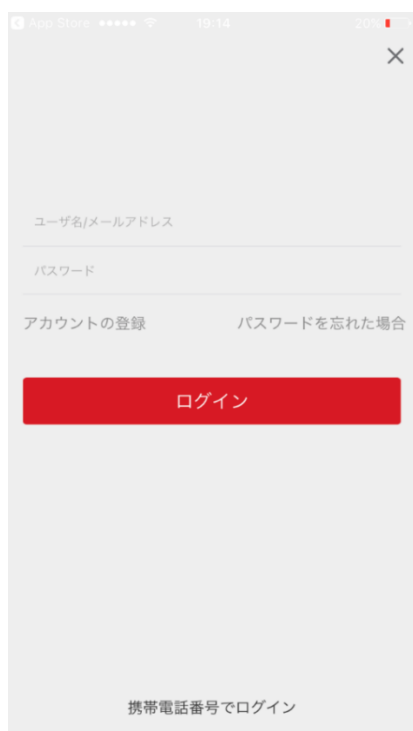 App Store 19:14 20%
ユーザ名/メールアドレス
パスワード
アカウントの登録 パスワードを忘れた場合
ログイン
携帯電話番号でログイン